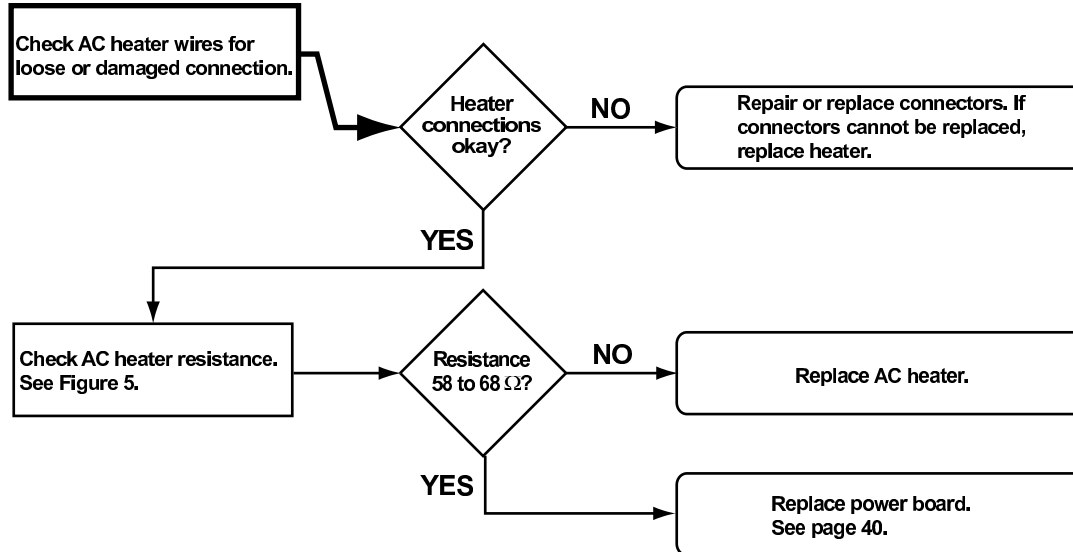 Check AC heater wires for
loose or damaged connection.
Heater
connections
okay?
NO
Repair or replace connectors. If
connectors cannot be replaced,
replace heater.
YES
Check AC heater resistance.
See Figure 5.
Resistance
58 to 68 Ω?
NO
Replace AC heater.
YES
Replace power board.
See page 40.